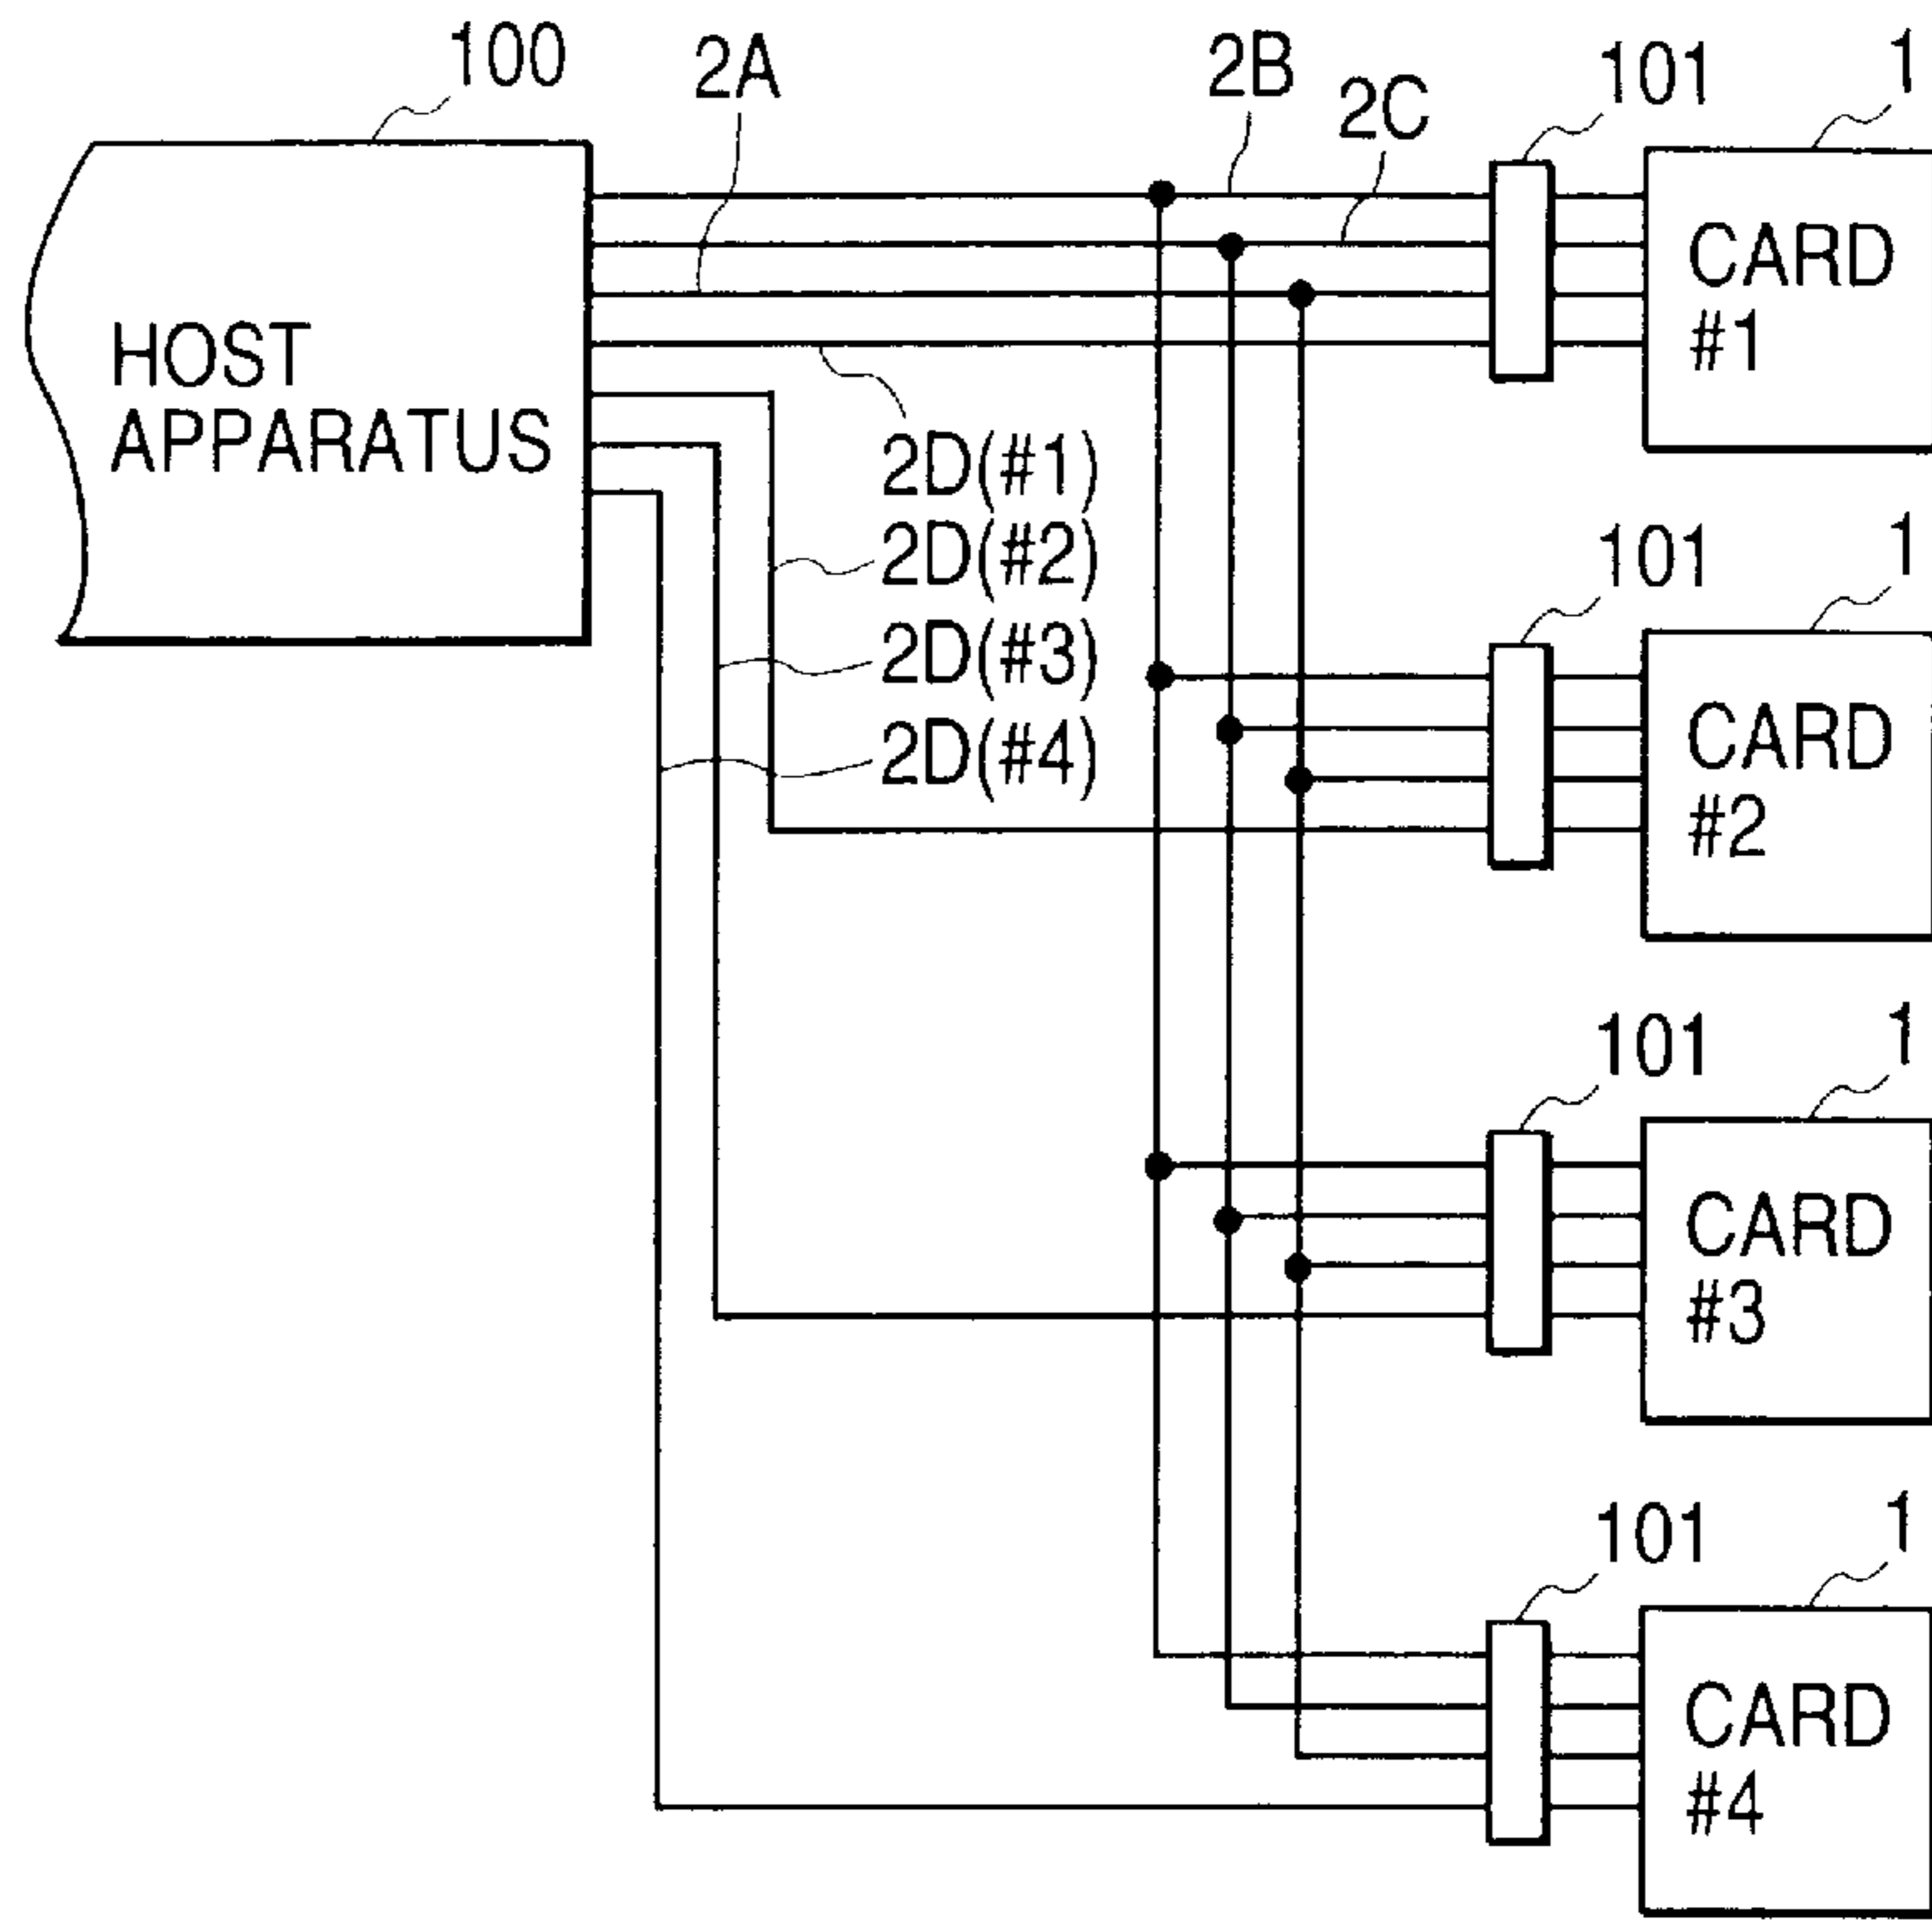 100
2A
2B
2C
101
1
HOST
APPARATUS
CARD
#1
2D(#1)
2D(#2)
2D(#3)
2D(#4)
101
1
CARD
#2
101
1
CARD
#3
101
1
CARD
#4